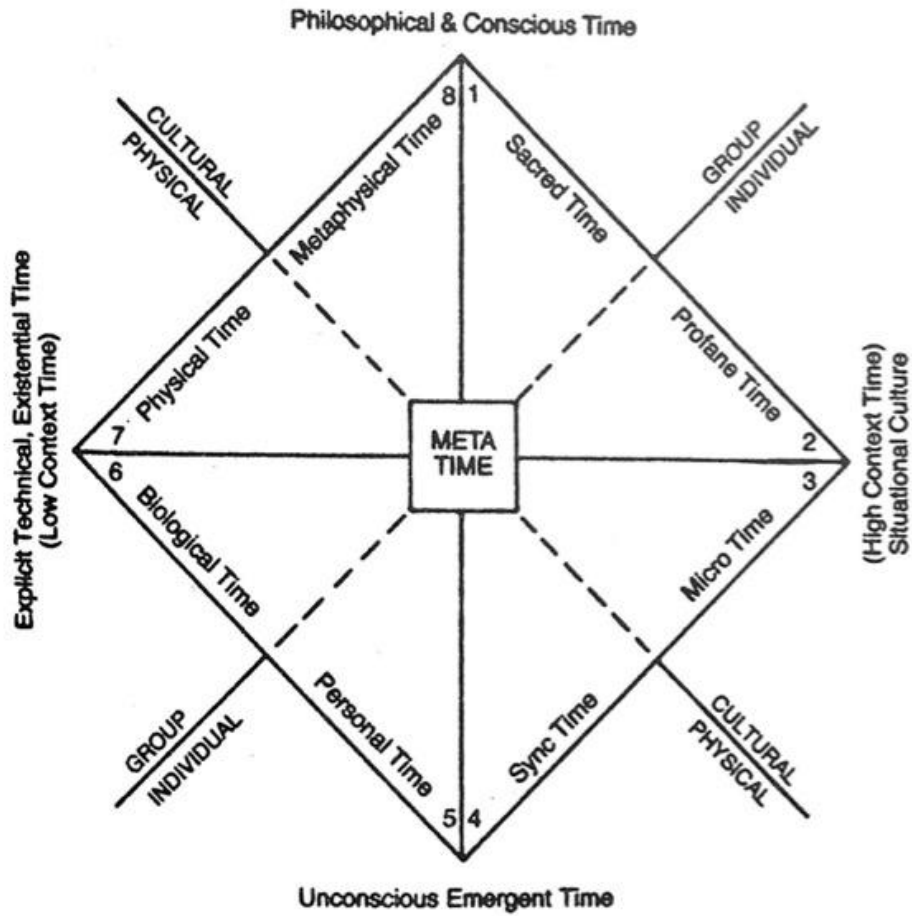 Philosophical & Conscious Time
8
1
CULTURAL
PHYSICAL
Metaphysical Time
Sacred Time
GROUP
INDIVIDUAL
Explicit Technical, Existential Time
(Low Context Time)
Physical Time
Profane Time
META
TIME
7
2
6
3
(High Context Time)
Situational Culture
Biological Time
Micro Time
GROUP
INDIVIDUAL
Personal Time
Sync Time
CULTURAL
PHYSICAL
5
4
Unconscious Emergent Time